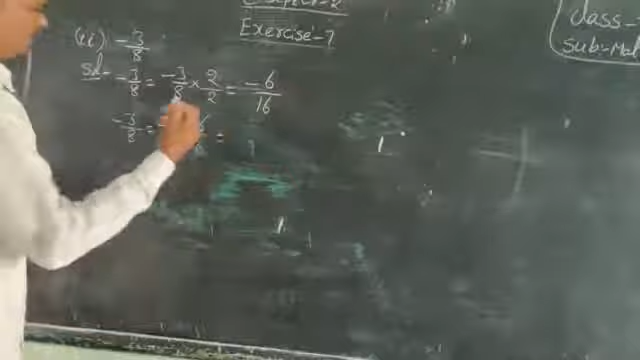 Exercise-7
Class-
Sub-Mat
(ii) -3/8
Sol- -3/8 = -3/8 × 2/2 = -6/16
-3/8 =